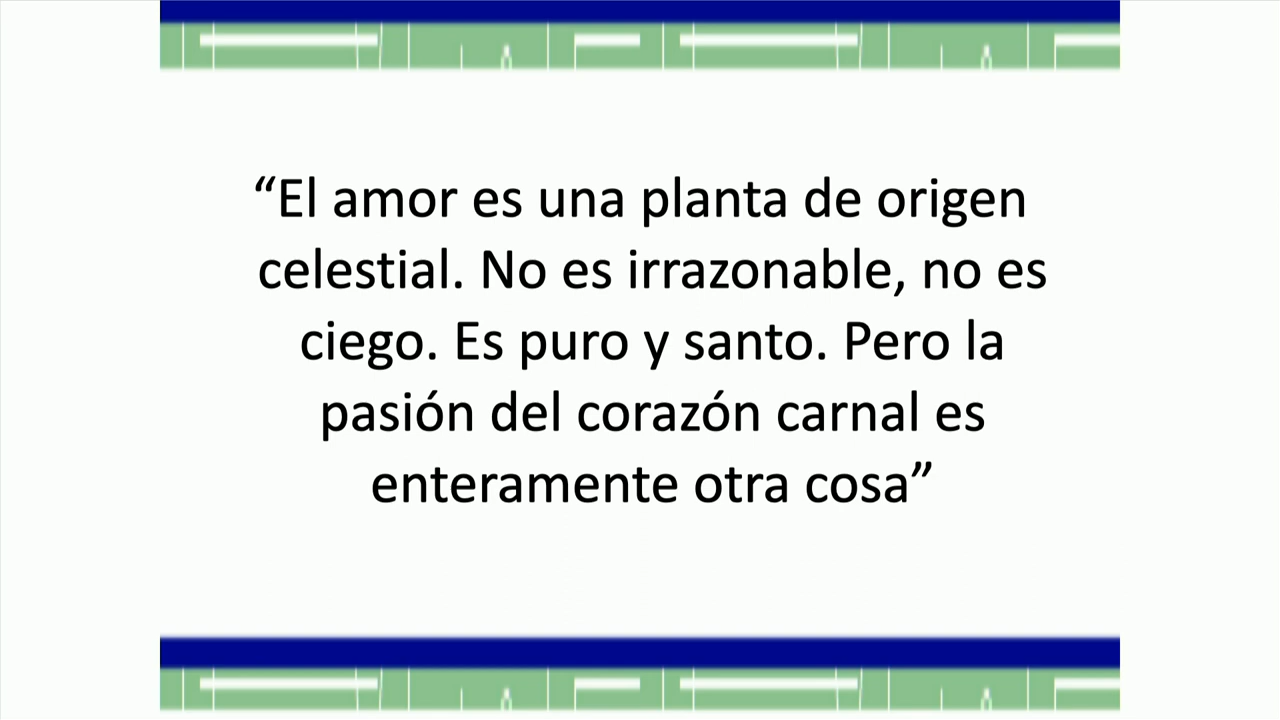 “El amor es una planta de origen
celestial. No es irrazonable, no es
ciego. Es puro y santo. Pero la
pasión del corazón carnal es
enteramente otra cosa”